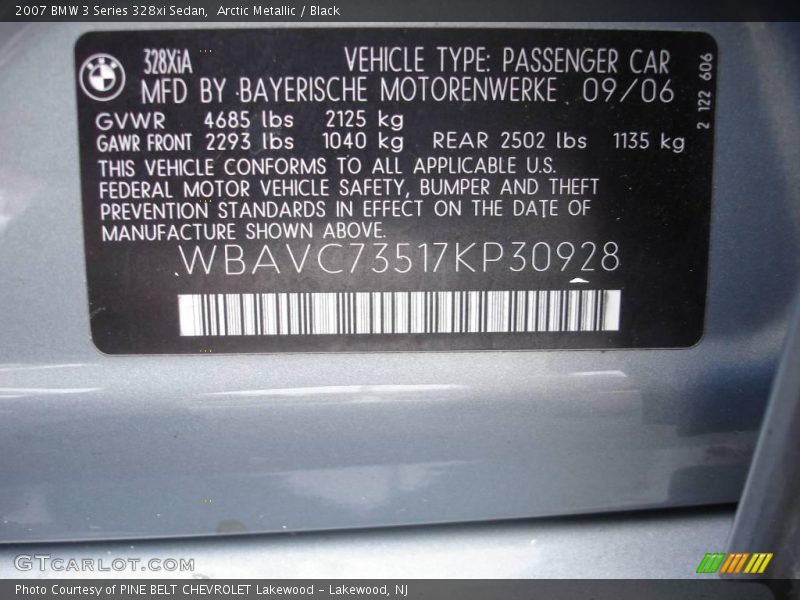 2007 BMW 3 Series 328xi Sedan, Arctic Metallic / Black
328XiA VEHICLE TYPE: PASSENGER CAR
MFD BY BAYERISCHE MOTORENWERKE 09/06
GVWR 4685 lbs 2125 kg
GAWR FRONT 2293 lbs 1040 kg REAR 2502 lbs 1135 kg
THIS VEHICLE CONFORMS TO ALL APPLICABLE U.S.
FEDERAL MOTOR VEHICLE SAFETY, BUMPER AND THEFT
PREVENTION STANDARDS IN EFFECT ON THE DATE OF
MANUFACTURE SHOWN ABOVE.
WBAVC73517KP30928
2 122 606
GTCARLOT.COM
Photo Courtesy of PINE BELT CHEVROLET Lakewood - Lakewood, NJ